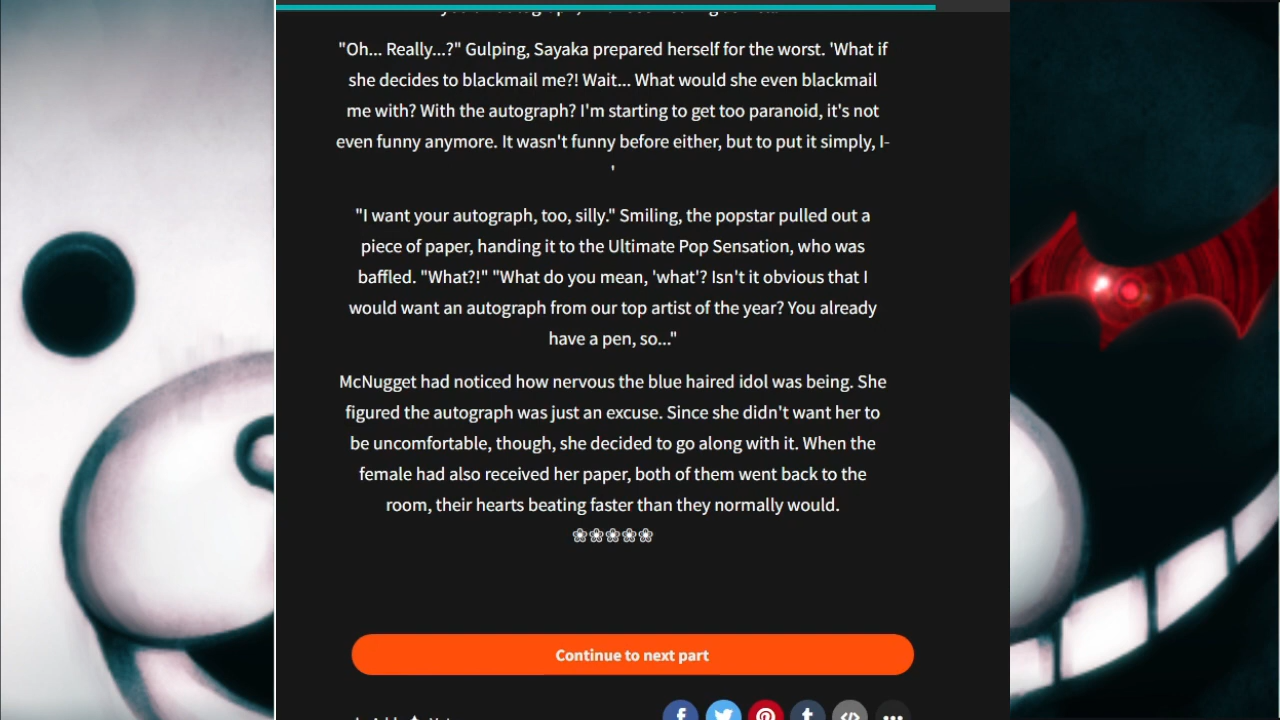 "Oh... Really...?" Gulping, Sayaka prepared herself for the worst. 'What if
she decides to blackmail me?! Wait... What would she even blackmail
me with? With the autograph? I'm starting to get too paranoid, it's not
even funny anymore. It wasn't funny before either, but to put it simply, I-
'
"I want your autograph, too, silly." Smiling, the popstar pulled out a
piece of paper, handing it to the Ultimate Pop Sensation, who was
baffled. "What?!" "What do you mean, 'what'? Isn't it obvious that I
would want an autograph from our top artist of the year? You already
have a pen, so..."
McNugget had noticed how nervous the blue haired idol was being. She
figured the autograph was just an excuse. Since she didn't want her to
be uncomfortable, though, she decided to go along with it. When the
female had also received her paper, both of them went back to the
room, their hearts beating faster than they normally would.
❀❀❀❀❀
Continue to next part